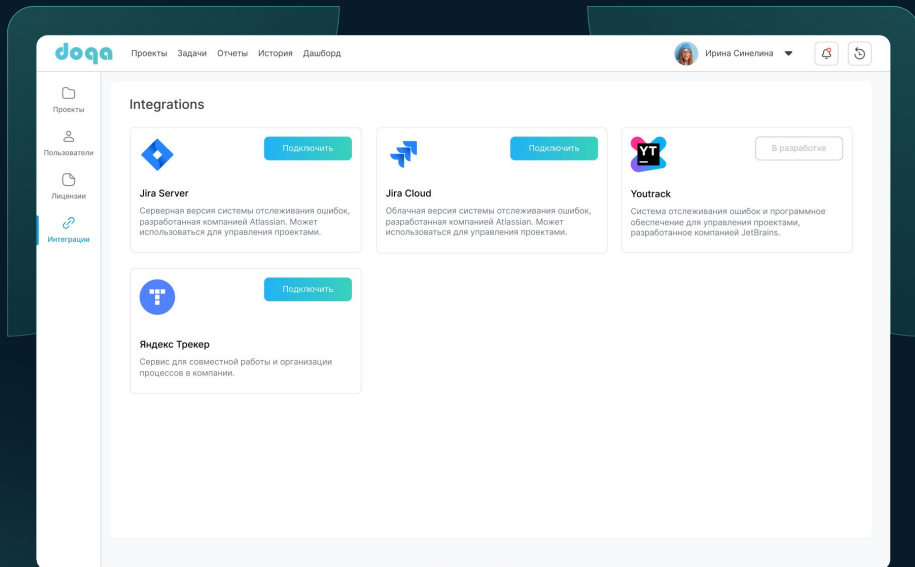 doqa
Проекты Задачи Отчеты История Дашборд
Ирина Синелина
Проекты
Пользователи
Лицензии
Интеграции
Integrations
Подключить
Jira Server
Серверная версия системы отслеживания ошибок,
разработанная компанией Atlassian. Может
использоваться для управления проектами.
Подключить
Jira Cloud
Облачная версия системы отслеживания ошибок,
разработанная компанией Atlassian. Может
использоваться для управления проектами.
YT
В разработке
Youtrack
Система отслеживания ошибок и программное
обеспечение для управления проектами,
разработанное компанией JetBrains.
Подключить
Яндекс Трекер
Сервис для совместной работы и организации
процессов в компании.